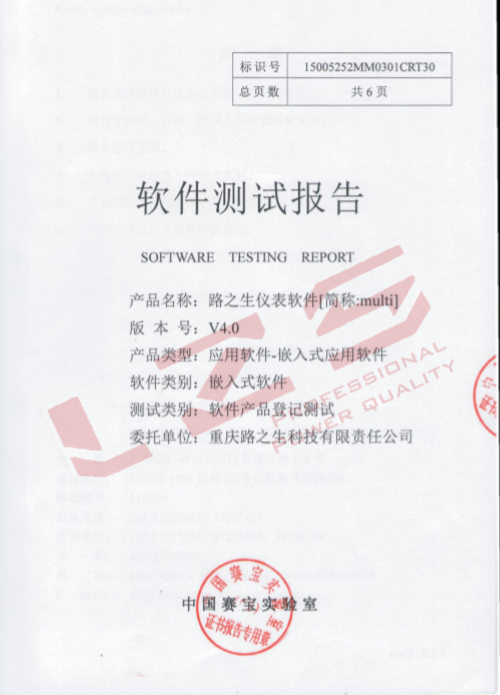 标识号 15005252MM0301CRT30
总页数 共6页
软件测试报告
SOFTWARE TESTING REPORT
产品名称：路之生仪表软件[简称:multi]
版 本 号：V4.0
产品类型：应用软件-嵌入式应用软件
软件类别：嵌入式软件
测试类别：软件产品登记测试
委托单位：重庆路之生科技有限责任公司
LZS
PROFESSIONAL
POWER QUALITY
中国赛宝实验室
国赛宝实验室
证书报告专用章